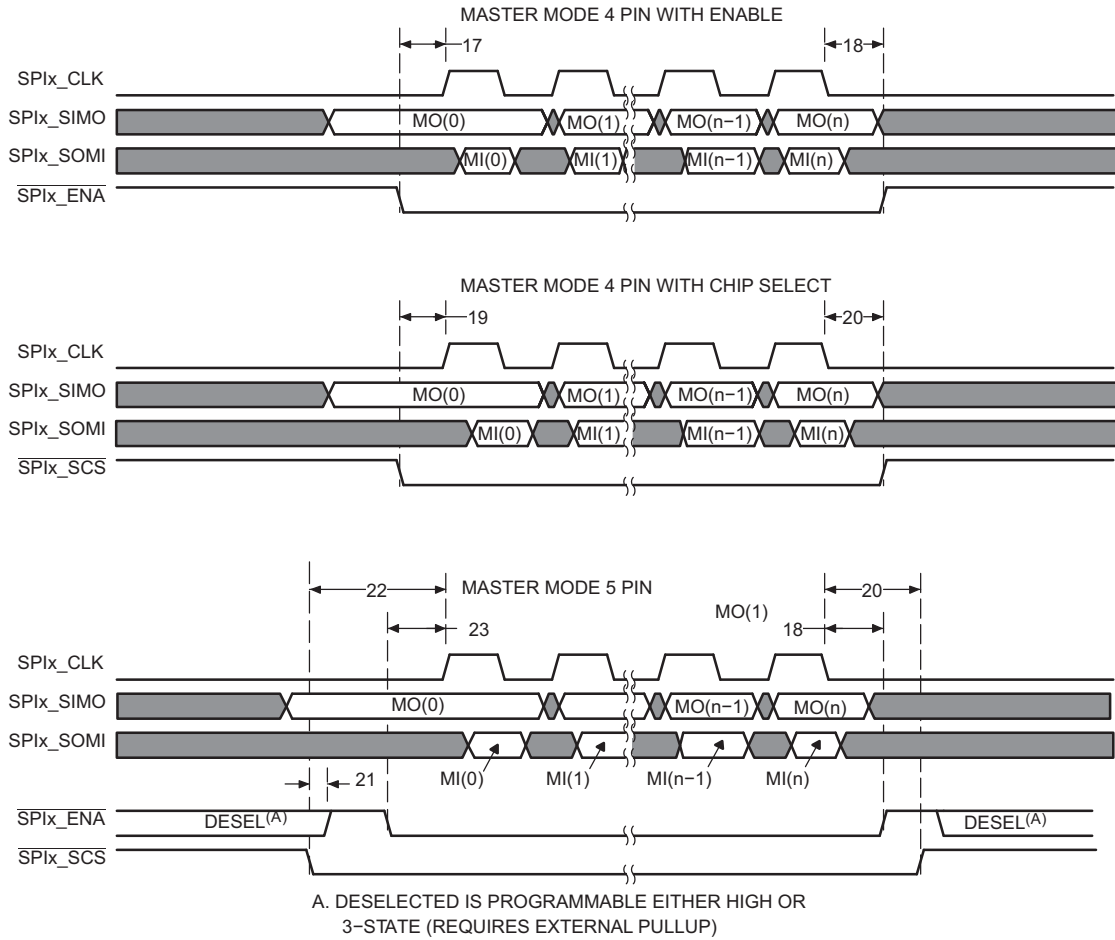 MASTER MODE 4 PIN WITH ENABLE
17
18
SPIx_CLK
SPIx_SIMO
MO(0)
MO(1)
MO(n−1)
MO(n)
SPIx_SOMI
MI(0)
MI(1)
MI(n−1)
MI(n)
SPIx_ENA
MASTER MODE 4 PIN WITH CHIP SELECT
19
20
SPIx_CLK
SPIx_SIMO
MO(0)
MO(1)
MO(n−1)
MO(n)
SPIx_SOMI
MI(0)
MI(1)
MI(n−1)
MI(n)
SPIx_SCS
22
MASTER MODE 5 PIN
20
MO(1)
23
18
SPIx_CLK
SPIx_SIMO
MO(0)
MO(n−1)
MO(n)
SPIx_SOMI
MI(0)
MI(1)
MI(n−1)
MI(n)
21
SPIx_ENA
DESEL(A)
DESEL(A)
SPIx_SCS
A. DESELECTED IS PROGRAMMABLE EITHER HIGH OR
3−STATE (REQUIRES EXTERNAL PULLUP)